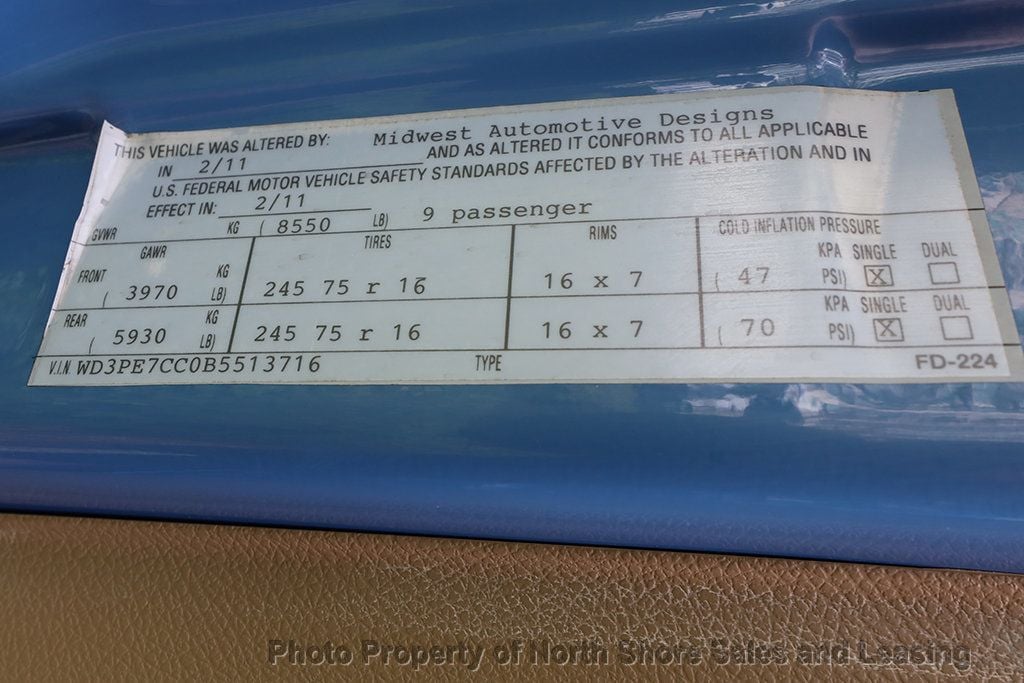 THIS VEHICLE WAS ALTERED BY: Midwest Automotive Designs
IN 2/11 AND AS ALTERED IT CONFORMS TO ALL APPLICABLE
U.S. FEDERAL MOTOR VEHICLE SAFETY STANDARDS AFFECTED BY THE ALTERATION AND IN
EFFECT IN: 2/11
GVWR KG ( 8550 LB) 9 passenger
GAWR TIRES RIMS COLD INFLATION PRESSURE
FRONT KG KPA SINGLE DUAL
( 3970 LB) 245 75 r 16 16 x 7 ( 47 PSI) X
REAR KG KPA SINGLE DUAL
( 5930 LB) 245 75 r 16 16 x 7 ( 70 PSI) X
V.I.N. WD3PE7CC0B5513716 TYPE FD-224
Photo Property of North Shore Sales and Leasing